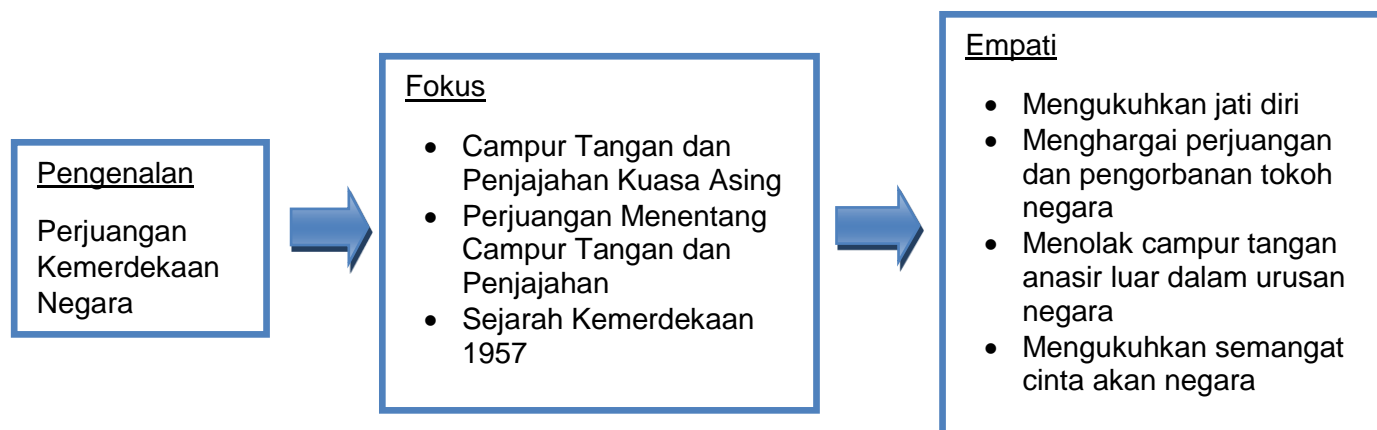 Pengenalan
Perjuangan
Kemerdekaan
Negara
Fokus
• Campur Tangan dan
Penjajahan Kuasa Asing
• Perjuangan Menentang
Campur Tangan dan
Penjajahan
• Sejarah Kemerdekaan
1957
Empati
• Mengukuhkan jati diri
• Menghargai perjuangan
dan pengorbanan tokoh
negara
• Menolak campur tangan
anasir luar dalam urusan
negara
• Mengukuhkan semangat
cinta akan negara